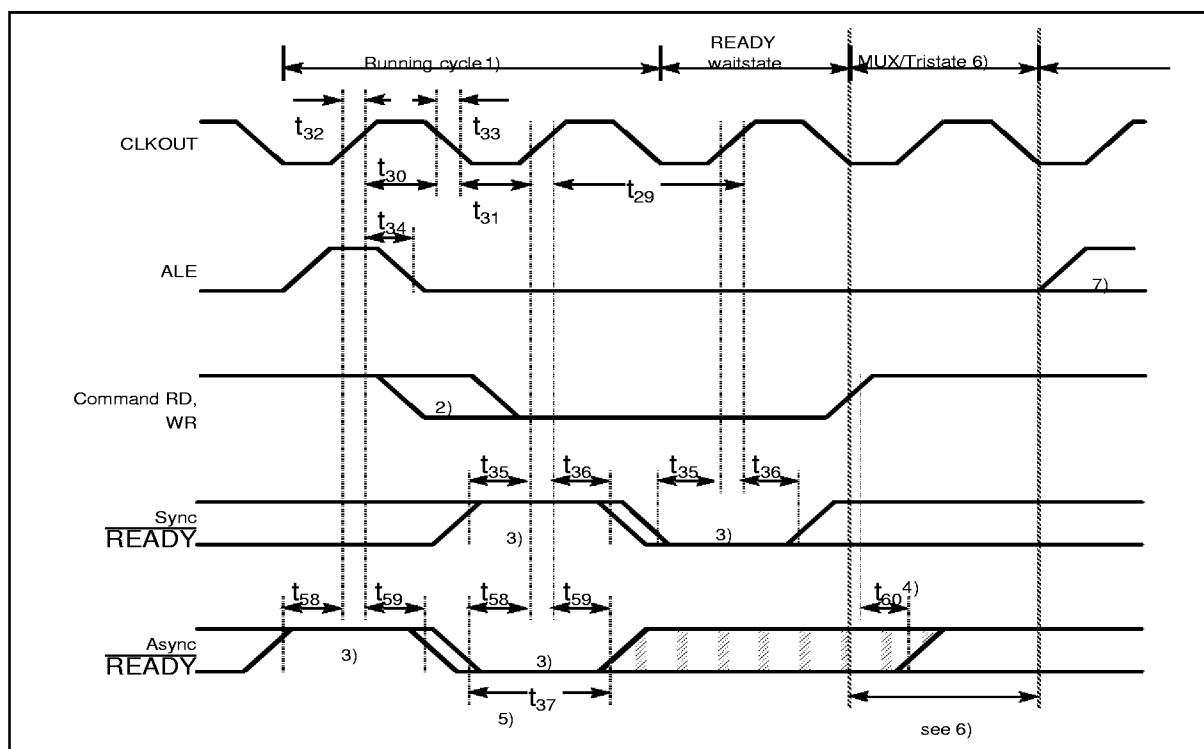 READY
waitstate
Running cycle 1)
MUX/Tristate 6)
t32
t33
CLKOUT
t30
t31
t29
t34
ALE
7)
Command RD,
WR
2)
t35
t36
t35
t36
Sync
READY
3)
3)
t58
t59
t58
t59
t60 4)
Async
READY
3)
3)
t37
5)
see 6)